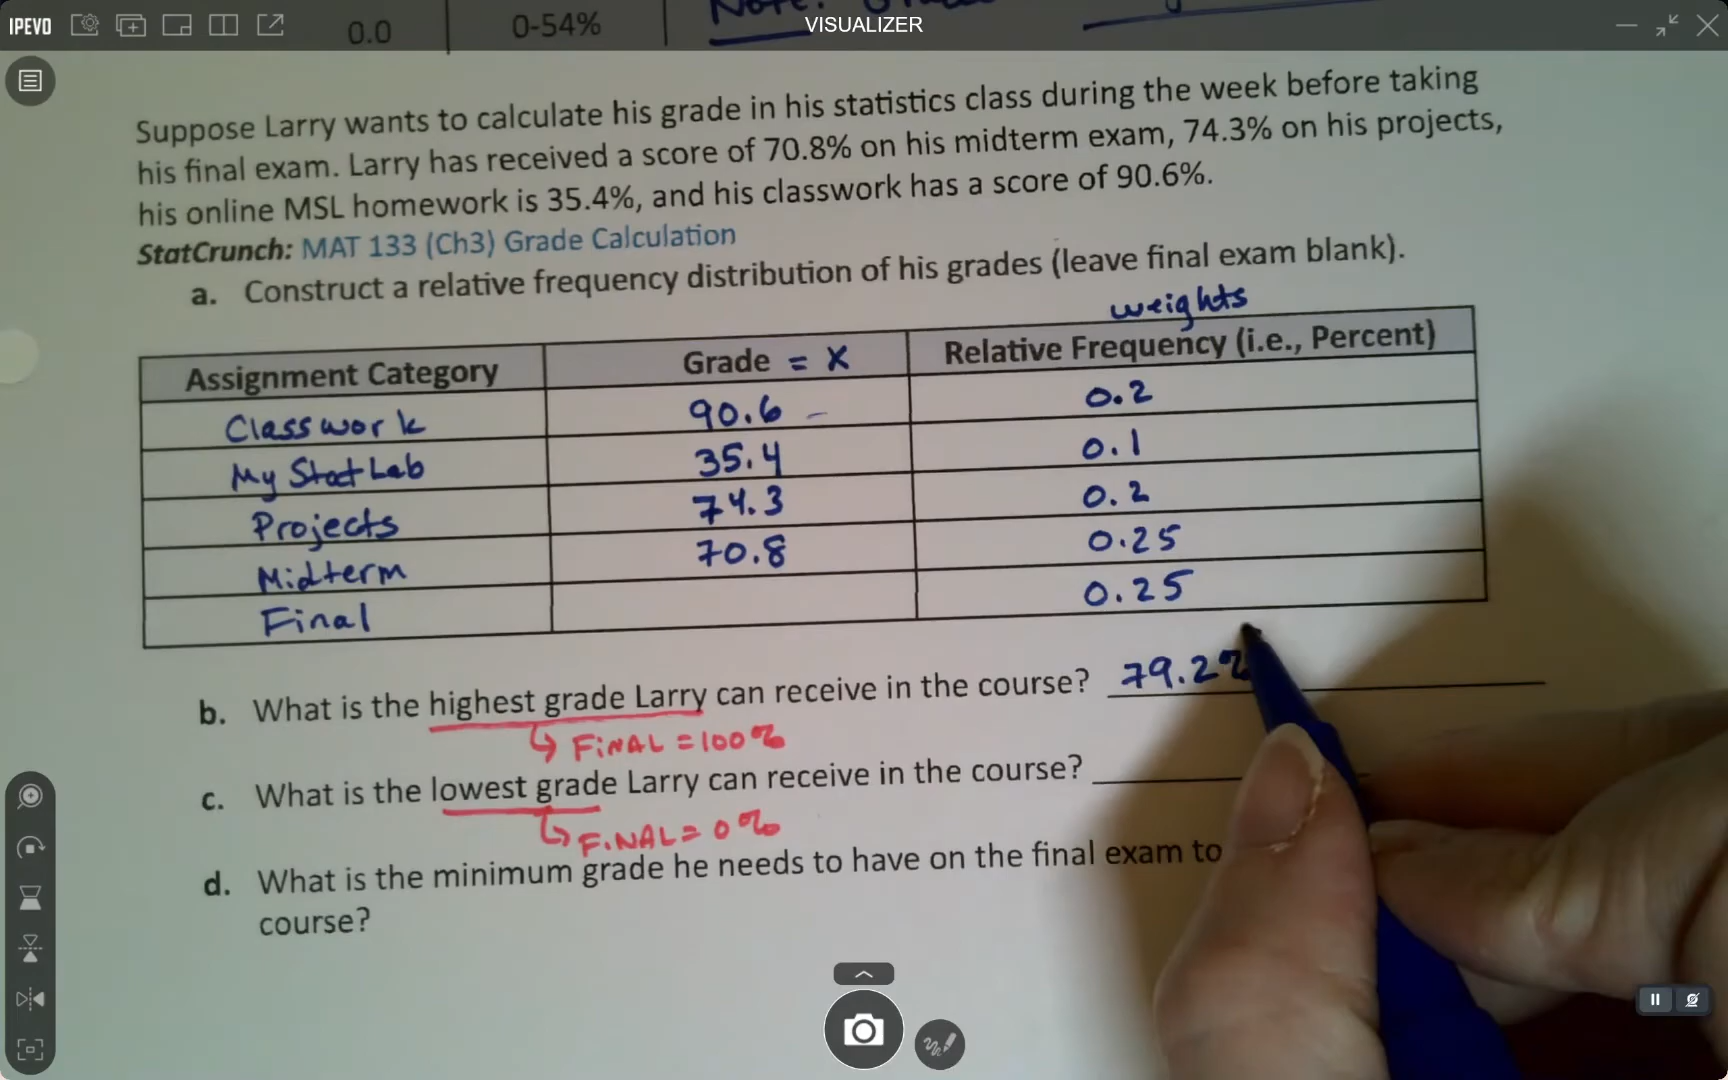 IPEVO
VISUALIZER
0.0 0-54% Note:
Suppose Larry wants to calculate his grade in his statistics class during the week before taking
his final exam. Larry has received a score of 70.8% on his midterm exam, 74.3% on his projects,
his online MSL homework is 35.4%, and his classwork has a score of 90.6%.
StatCrunch: MAT 133 (Ch3) Grade Calculation
a. Construct a relative frequency distribution of his grades (leave final exam blank).
weights
Assignment Category Grade = X Relative Frequency (i.e., Percent)
Classwork 90.6 0.2
My StatLab 35.4 0.1
Projects 74.3 0.2
Midterm 70.8 0.25
Final 0.25
b. What is the highest grade Larry can receive in the course? 79.2%
↳ FINAL = 100%
c. What is the lowest grade Larry can receive in the course?
↳ FINAL = 0%
d. What is the minimum grade he needs to have on the final exam to
course?